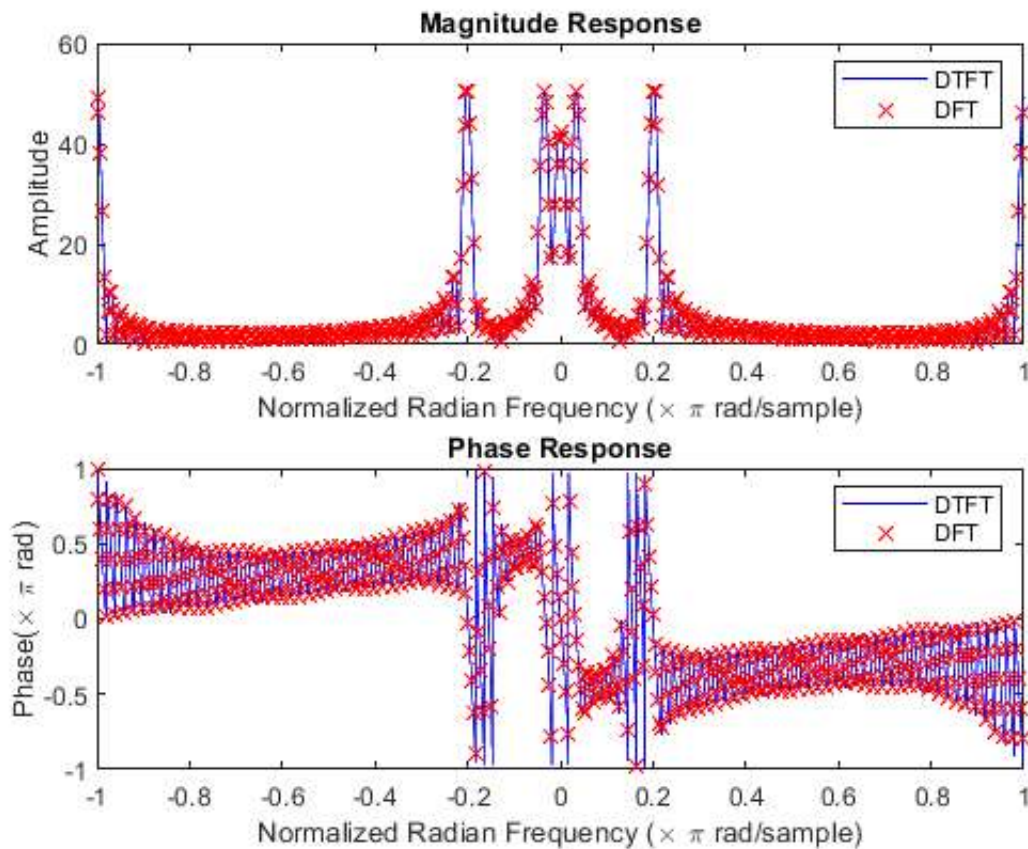 Magnitude Response
60
40
20
0
Amplitude
DTFT
DFT
-1 -0.8 -0.6 -0.4 -0.2 0 0.2 0.4 0.6 0.8 1
Normalized Radian Frequency (× π rad/sample)
Phase Response
1
0.5
0
-0.5
-1
Phase(× π rad)
DTFT
DFT
-1 -0.8 -0.6 -0.4 -0.2 0 0.2 0.4 0.6 0.8 1
Normalized Radian Frequency (× π rad/sample)